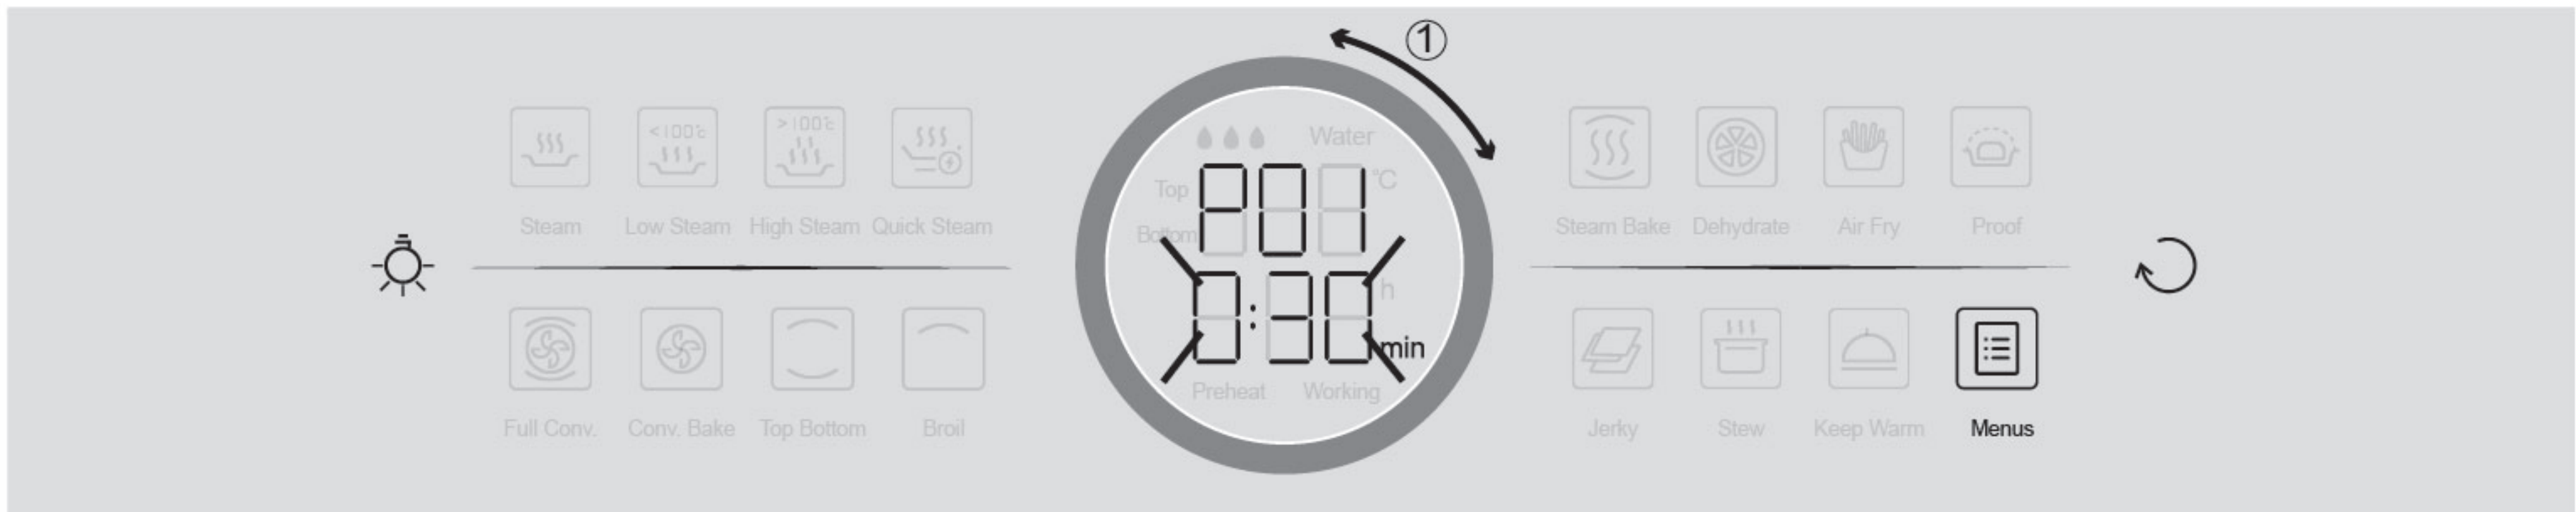 ①
<100℃
>100℃
Water
P01
℃
Top
Bottom
Steam Low Steam High Steam Quick Steam
Steam Bake Dehydrate Air Fry Proof
0:30
h
min
Preheat Working
Full Conv. Conv. Bake Top Bottom Broil
Jerky Stew Keep Warm Menus